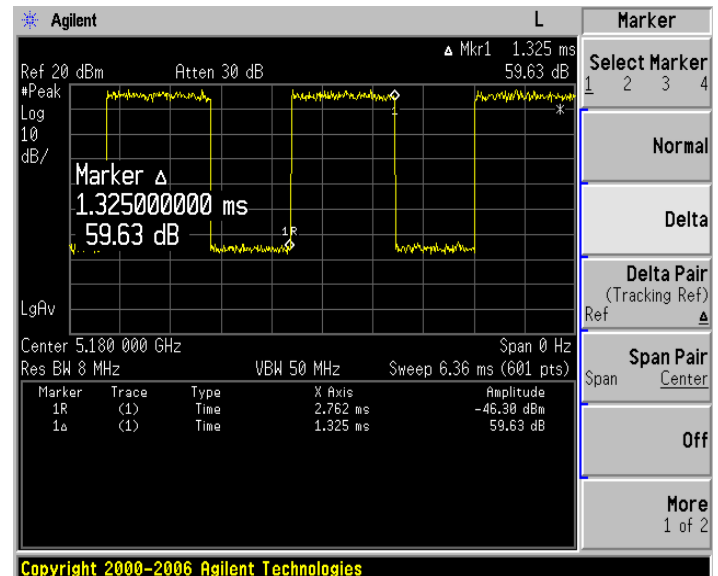 Agilent L
Δ Mkr1 1.325 ms
Ref 20 dBm Atten 30 dB 59.63 dB
#Peak
Log
10
dB/
1
Marker Δ
1.325000000 ms
59.63 dB
1R
LgAv
Center 5.180 000 GHz Span 0 Hz
Res BW 8 MHz VBW 50 MHz Sweep 6.36 ms (601 pts)
Marker Trace Type X Axis Amplitude
1R (1) Time 2.762 ms -46.30 dBm
1Δ (1) Time 1.325 ms 59.63 dB
Copyright 2000-2006 Agilent Technologies
Marker
Select Marker
1 2 3 4
Normal
Delta
Delta Pair
(Tracking Ref)
Ref Δ
Span Pair
Span Center
Off
More
1 of 2